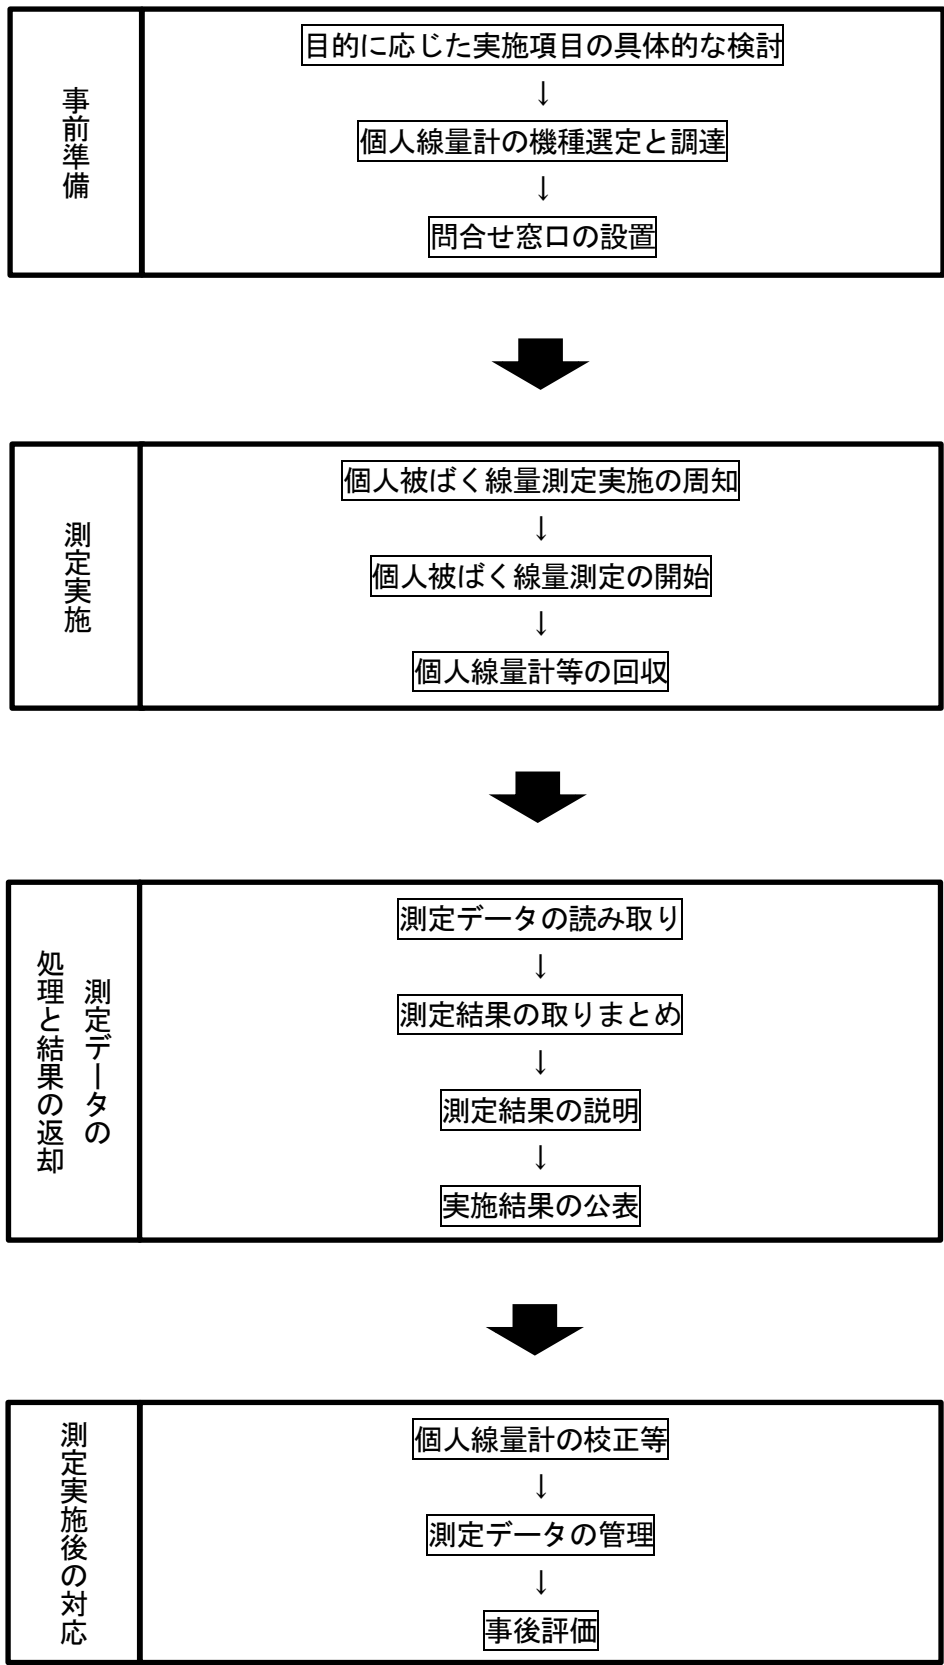 事前準備
目的に応じた実施項目の具体的な検討
↓
個人線量計の機種選定と調達
↓
問合せ窓口の設置
測定実施
個人被ばく線量測定実施の周知
↓
個人被ばく線量測定の開始
↓
個人線量計等の回収
測定データの
処理と結果の返却
測定データの読み取り
↓
測定結果の取りまとめ
↓
測定結果の説明
↓
実施結果の公表
測定実施後の対応
個人線量計の校正等
↓
測定データの管理
↓
事後評価